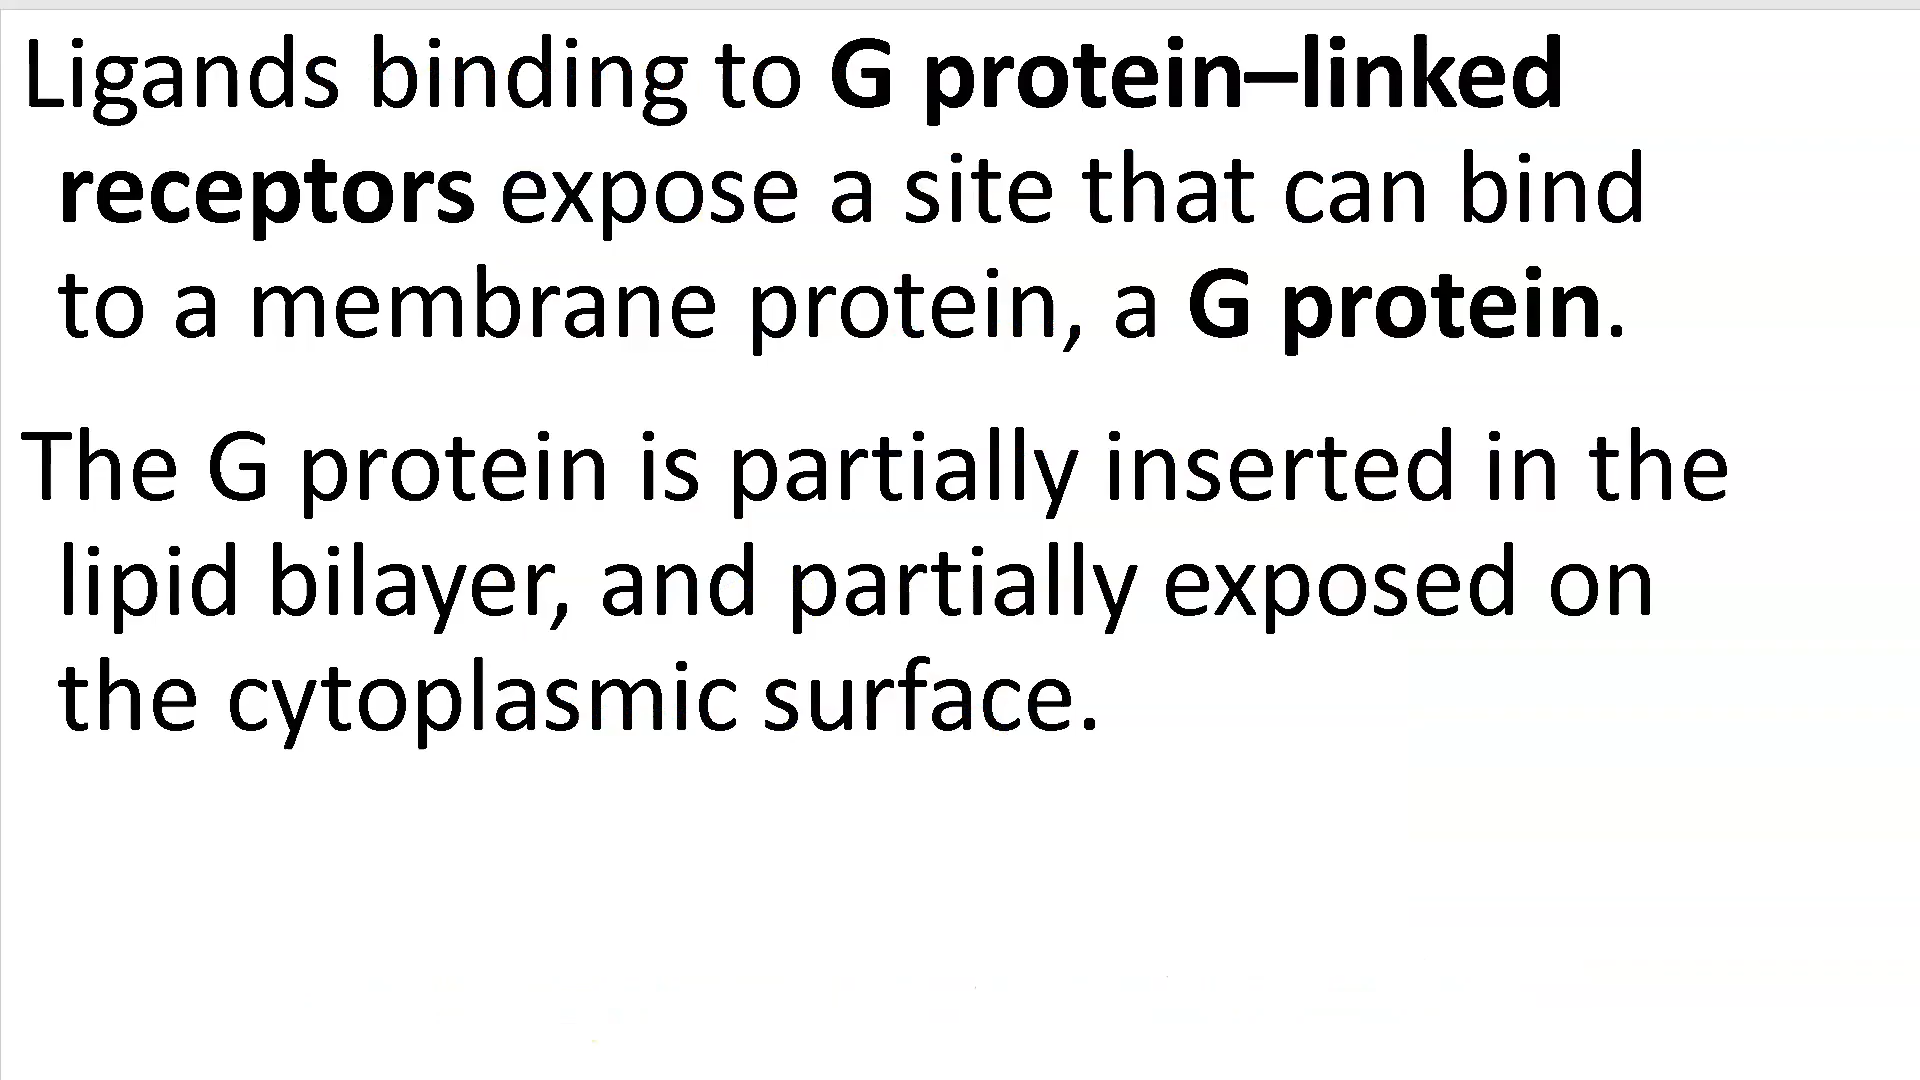 Ligands binding to G protein–linked
receptors expose a site that can bind
to a membrane protein, a G protein.
The G protein is partially inserted in the
lipid bilayer, and partially exposed on
the cytoplasmic surface.